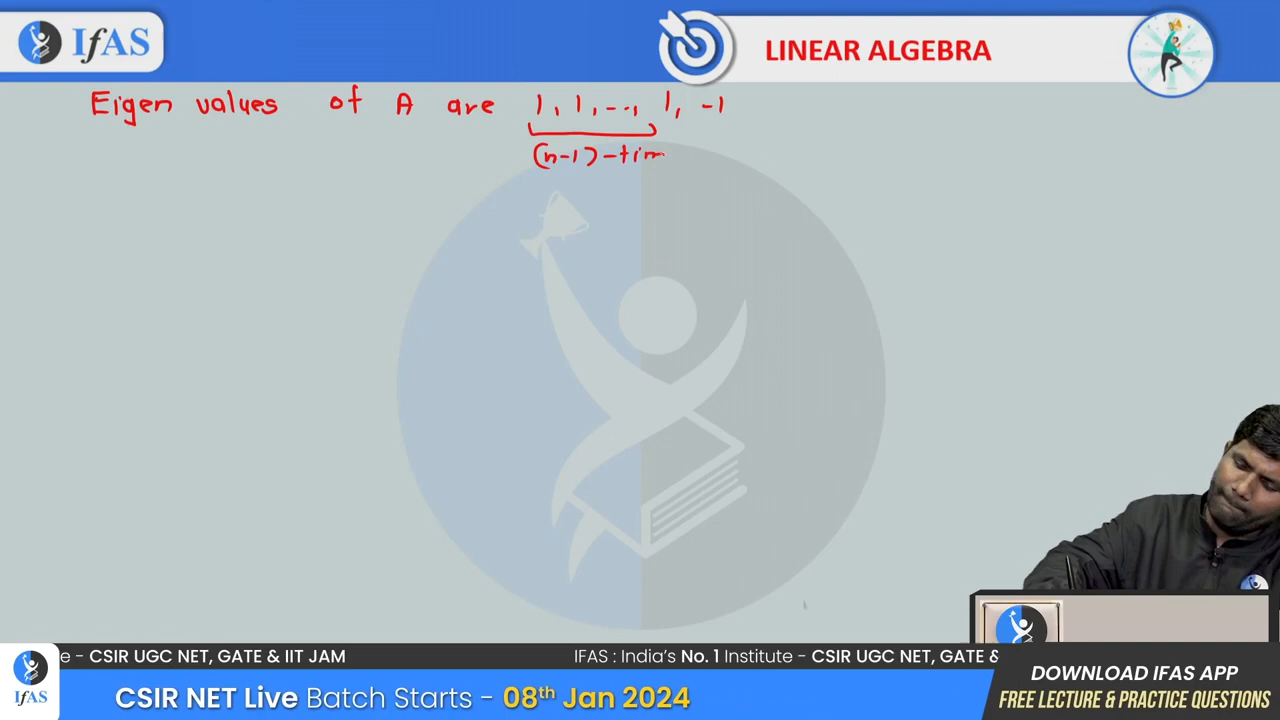 IfAS
LINEAR ALGEBRA
Eigen values of A are 1, 1, ..., 1, -1
(n-1)-tim
e - CSIR UGC NET, GATE & IIT JAM IFAS : India's No. 1 Institute - CSIR UGC NET, GATE &
IfAS
CSIR NET Live Batch Starts - 08th Jan 2024
DOWNLOAD IFAS APP
FREE LECTURE & PRACTICE QUESTIONS